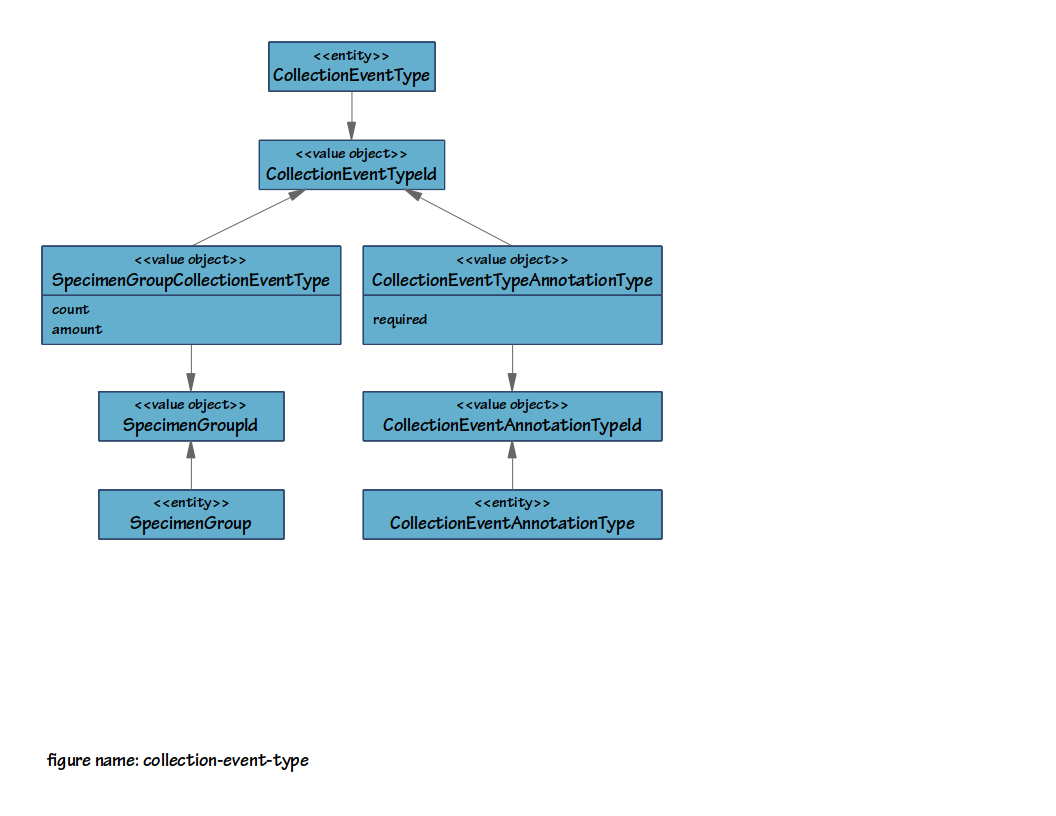 <<entity>>
CollectionEventType
<<value object>>
CollectionEventTypeId
<<value object>>
SpecimenGroupCollectionEventType
count
amount
<<value object>>
CollectionEventTypeAnnotationType
required
<<value object>>
SpecimenGroupId
<<value object>>
CollectionEventAnnotationTypeId
<<entity>>
SpecimenGroup
<<entity>>
CollectionEventAnnotationType
figure name: collection-event-type